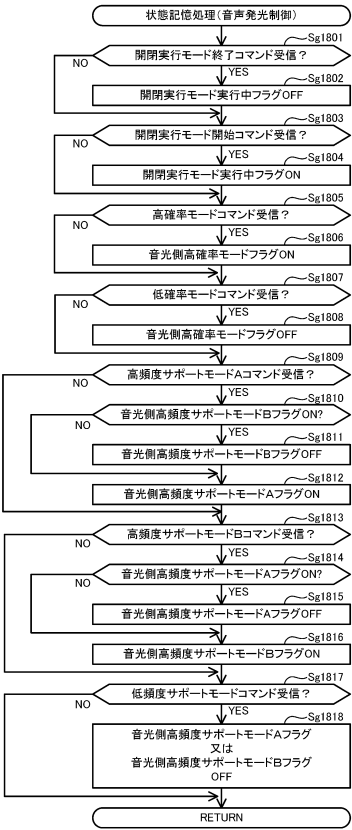 状態記憶処理(音声発光制御)
Sg1801
開閉実行モード終了コマンド受信？
NO
YES
Sg1802
開閉実行モード実行中フラグOFF
Sg1803
開閉実行モード開始コマンド受信？
NO
YES
Sg1804
開閉実行モード実行中フラグON
Sg1805
高確率モードコマンド受信？
NO
YES
Sg1806
音光側高確率モードフラグON
Sg1807
低確率モードコマンド受信？
NO
YES
Sg1808
音光側高確率モードフラグOFF
Sg1809
高頻度サポートモードAコマンド受信？
NO
YES
Sg1810
音光側高頻度サポートモードBフラグON?
NO
YES
Sg1811
音光側高頻度サポートモードBフラグOFF
Sg1812
音光側高頻度サポートモードAフラグON
Sg1813
高頻度サポートモードBコマンド受信？
NO
YES
Sg1814
音光側高頻度サポートモードAフラグON?
NO
YES
Sg1815
音光側高頻度サポートモードAフラグOFF
Sg1816
音光側高頻度サポートモードBフラグON
Sg1817
低頻度サポートモードコマンド受信？
NO
YES
Sg1818
音光側高頻度サポートモードAフラグ
又は
音光側高頻度サポートモードBフラグ
OFF
RETURN